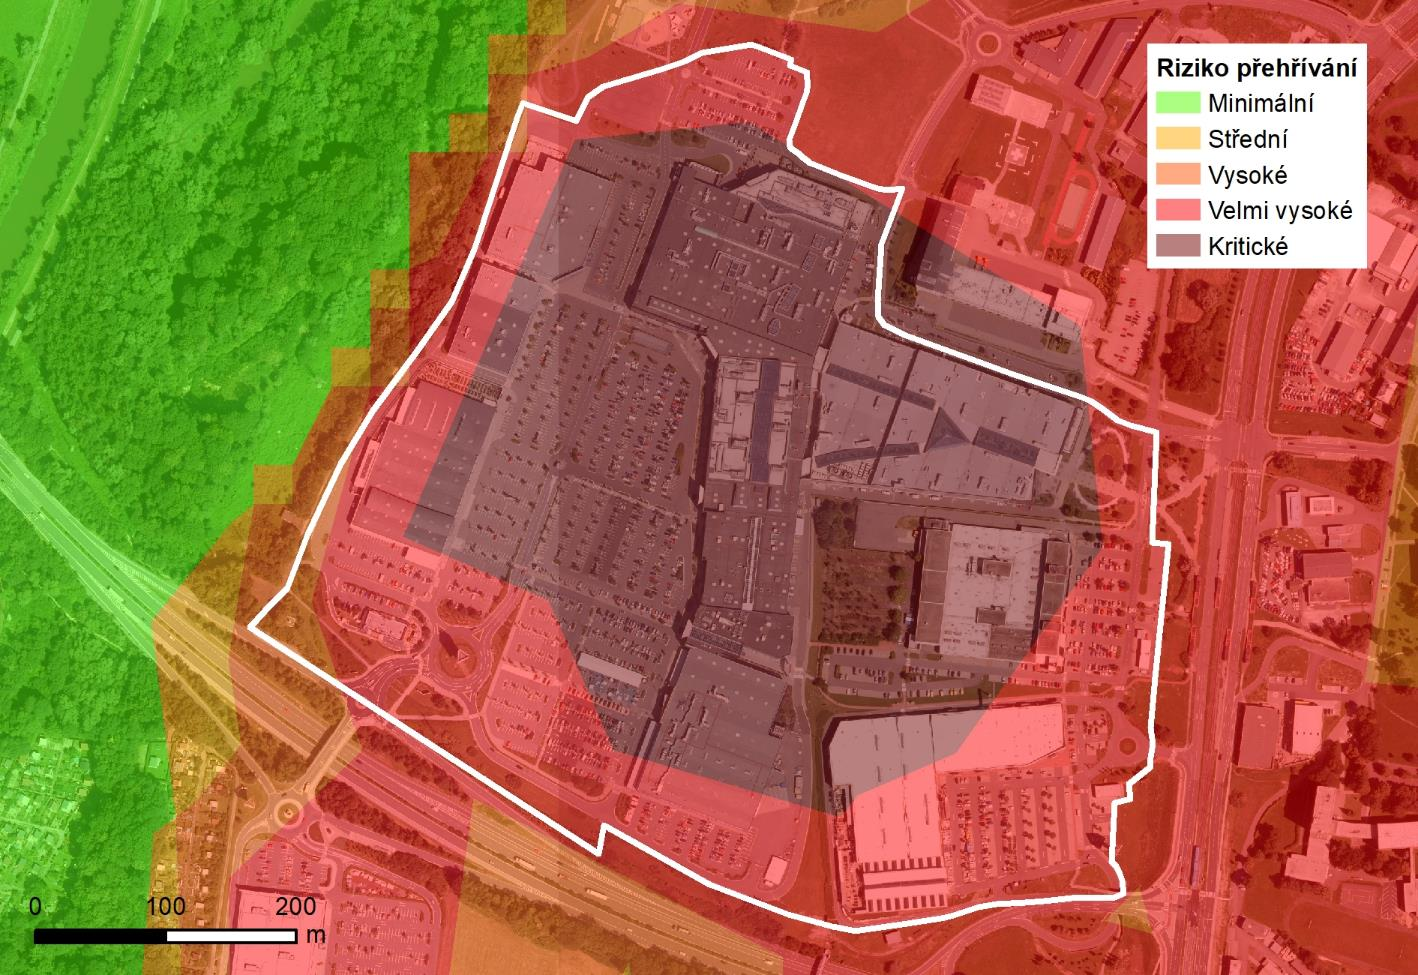 Riziko přehřívání
Minimální
Střední
Vysoké
Velmi vysoké
Kritické
0 100 200
m